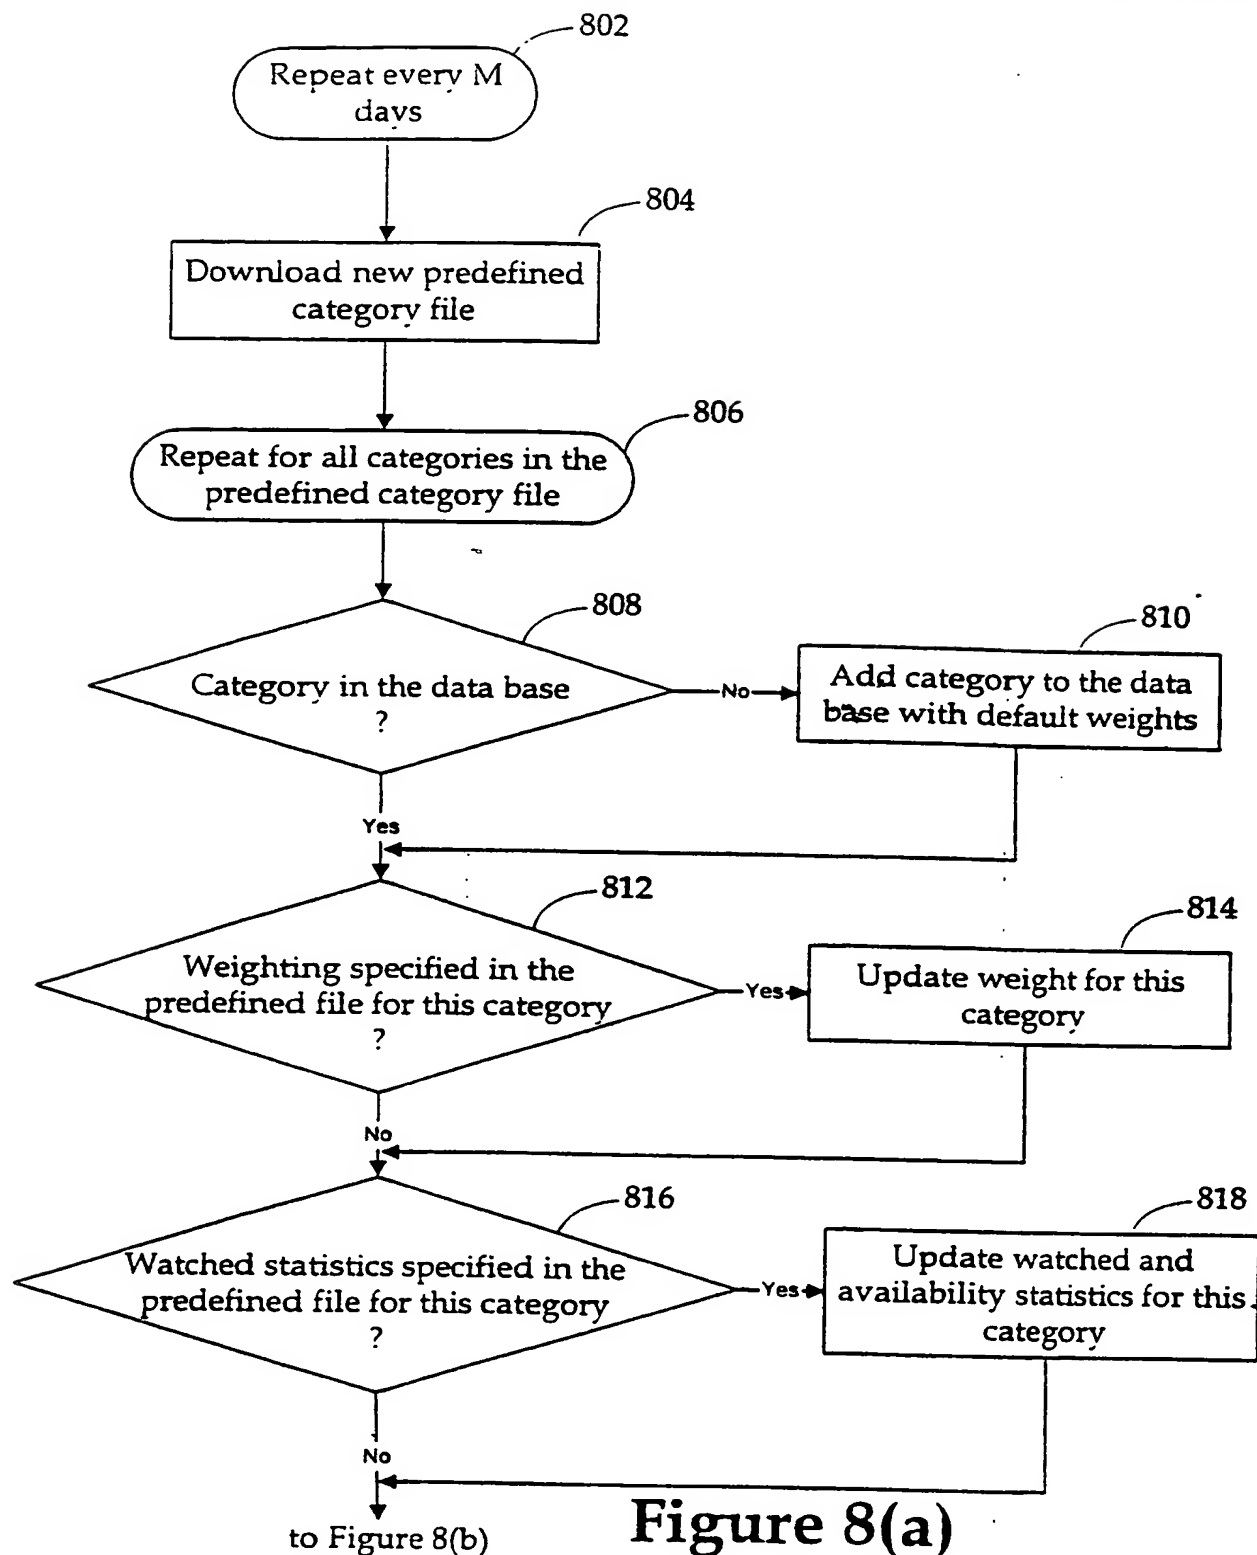 802
Repeat every M
days
804
Download new predefined
category file
806
Repeat for all categories in the
predefined category file
808
Category in the data base
?
No
810
Add category to the data
base with default weights
Yes
812
Weighting specified in the
predefined file for this category
?
Yes
814
Update weight for this
category
No
816
Watched statistics specified in the
predefined file for this category
?
Yes
818
Update watched and
availability statistics for this
category
No
to Figure 8(b)
Figure 8(a)